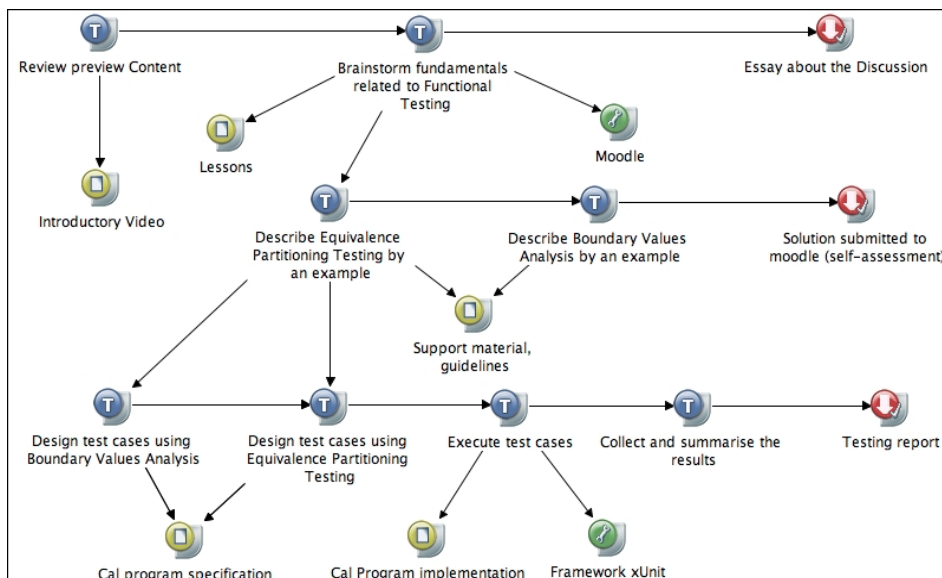 T
T
Review preview Content
Brainstorm fundamentals
related to Functional
Testing
Essay about the Discussion
Lessons
Moodle
Introductory Video
T
T
Describe Equivalence
Partitioning Testing by
an example
Describe Boundary Values
Analysis by an example
Solution submitted to
moodle (self-assessment)
Support material,
guidelines
T
T
T
T
Design test cases using
Boundary Values Analysis
Design test cases using
Equivalence Partitioning
Testing
Execute test cases
Collect and summarise the
results
Testing report
Cal program specification
Cal Program implementation
Framework xUnit